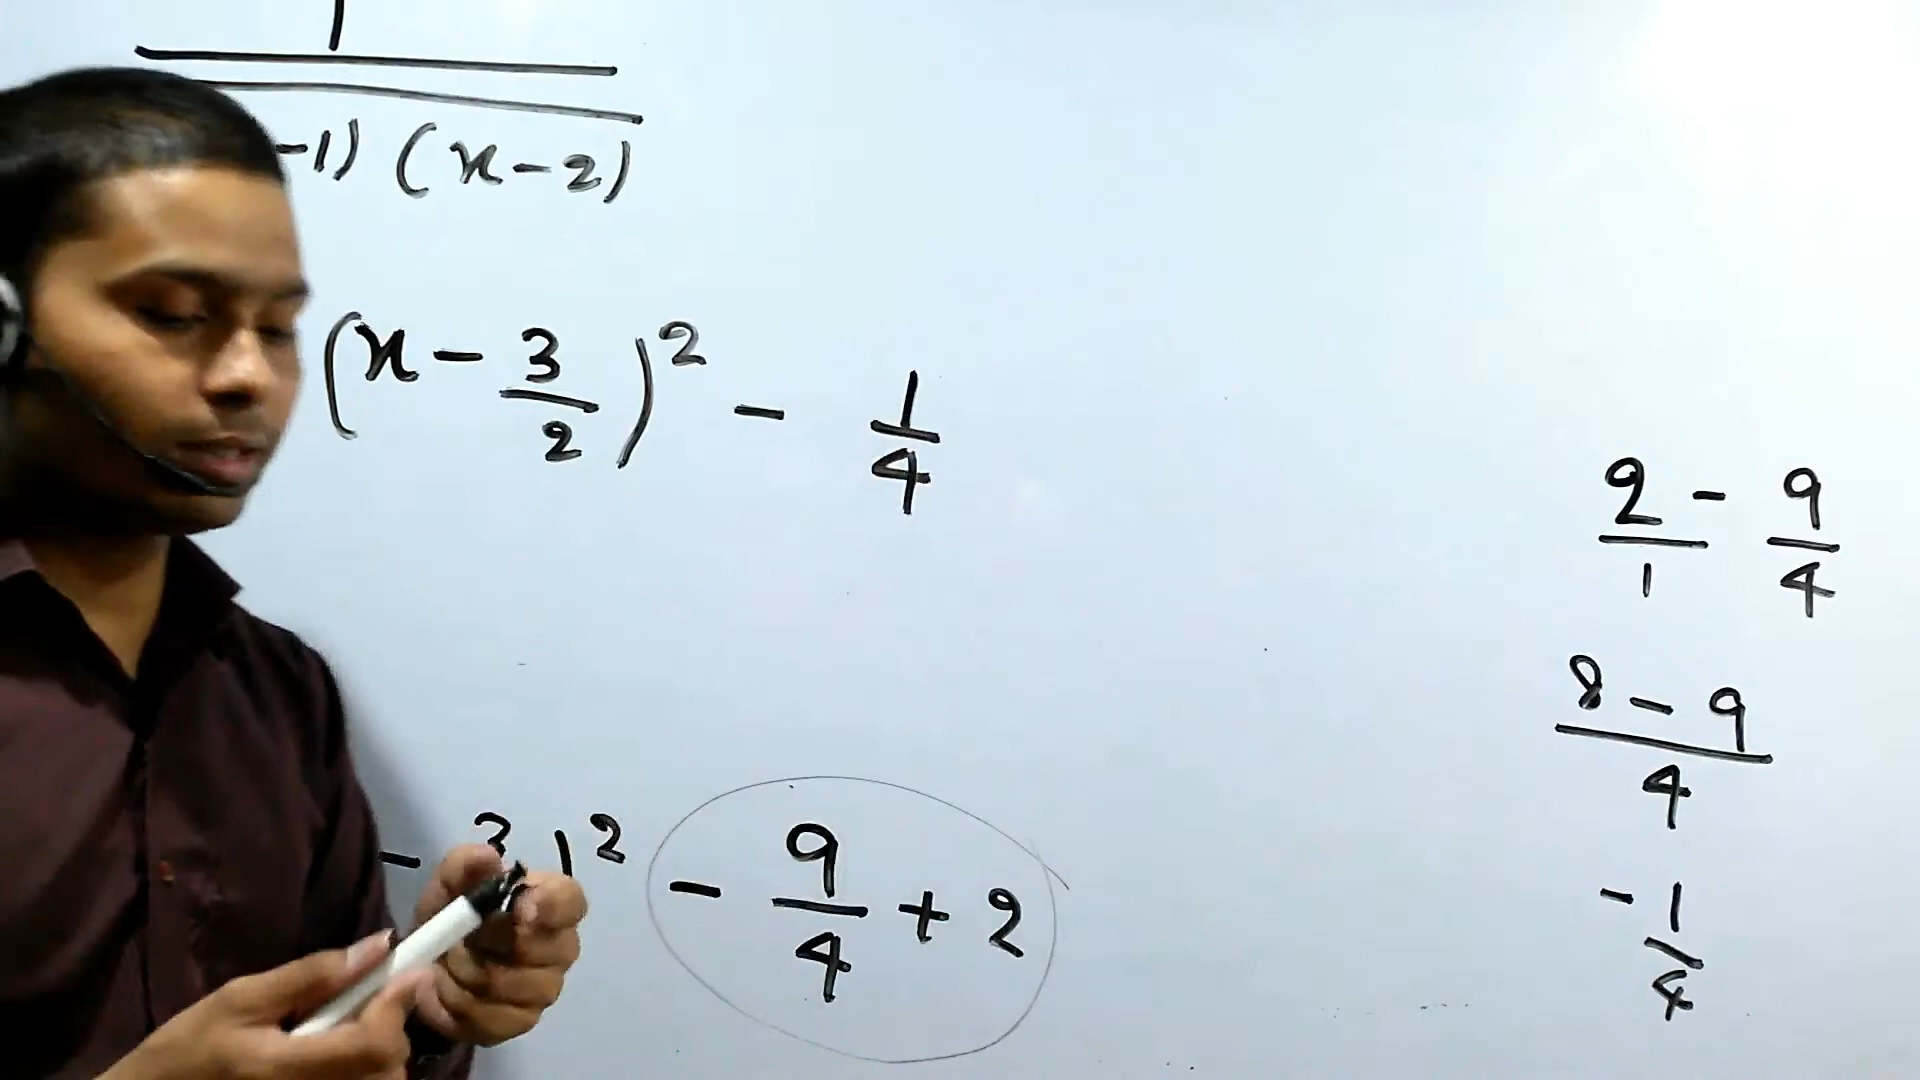 1
-1) (x-2)
(x - 3/2)² - 1/4
2/1 - 9/4
8 - 9
4
- 3 )² - 9/4 + 2
- 1/4